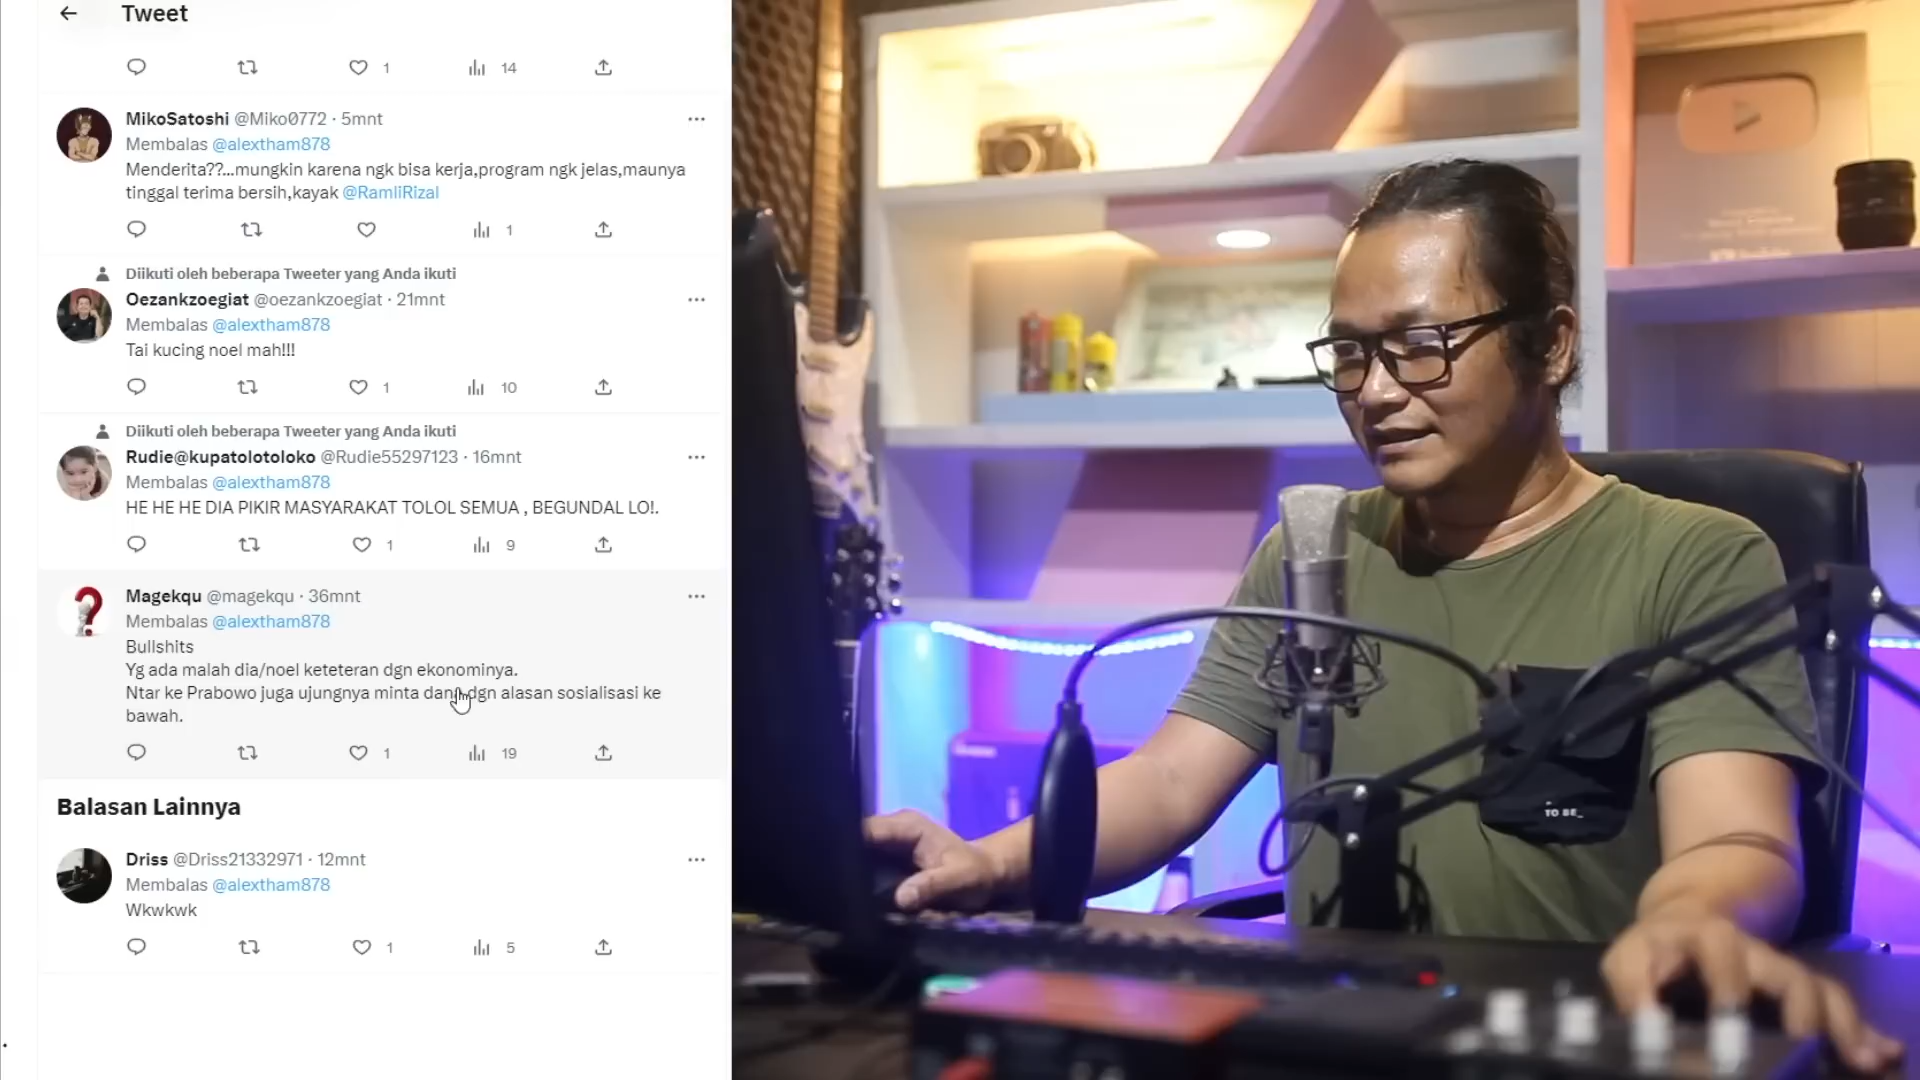 Tweet
1
14
MikoSatoshi @Miko0772 · 5mnt
Membalas @alextham878
Menderita??...mungkin karena ngk bisa kerja,program ngk jelas,maunya
tinggal terima bersih,kayak @RamliRizal
1
Diikuti oleh beberapa Tweeter yang Anda ikuti
Oezankzoegiat @oezankzoegiat · 21mnt
Membalas @alextham878
Tai kucing noel mah!!!
1
10
Diikuti oleh beberapa Tweeter yang Anda ikuti
Rudie@kupatolotoloko @Rudie55297123 · 16mnt
Membalas @alextham878
HE HE HE DIA PIKIR MASYARAKAT TOLOL SEMUA , BEGUNDAL LO!.
1
9
Magekqu @magekqu · 36mnt
Membalas @alextham878
Bullshits
Yg ada malah dia/noel keteteran dgn ekonominya.
Ntar ke Prabowo juga ujungnya minta dana dgn alasan sosialisasi ke
bawah.
1
19
Balasan Lainnya
Driss @Driss21332971 · 12mnt
Membalas @alextham878
Wkwkwk
1
5
TO BE_